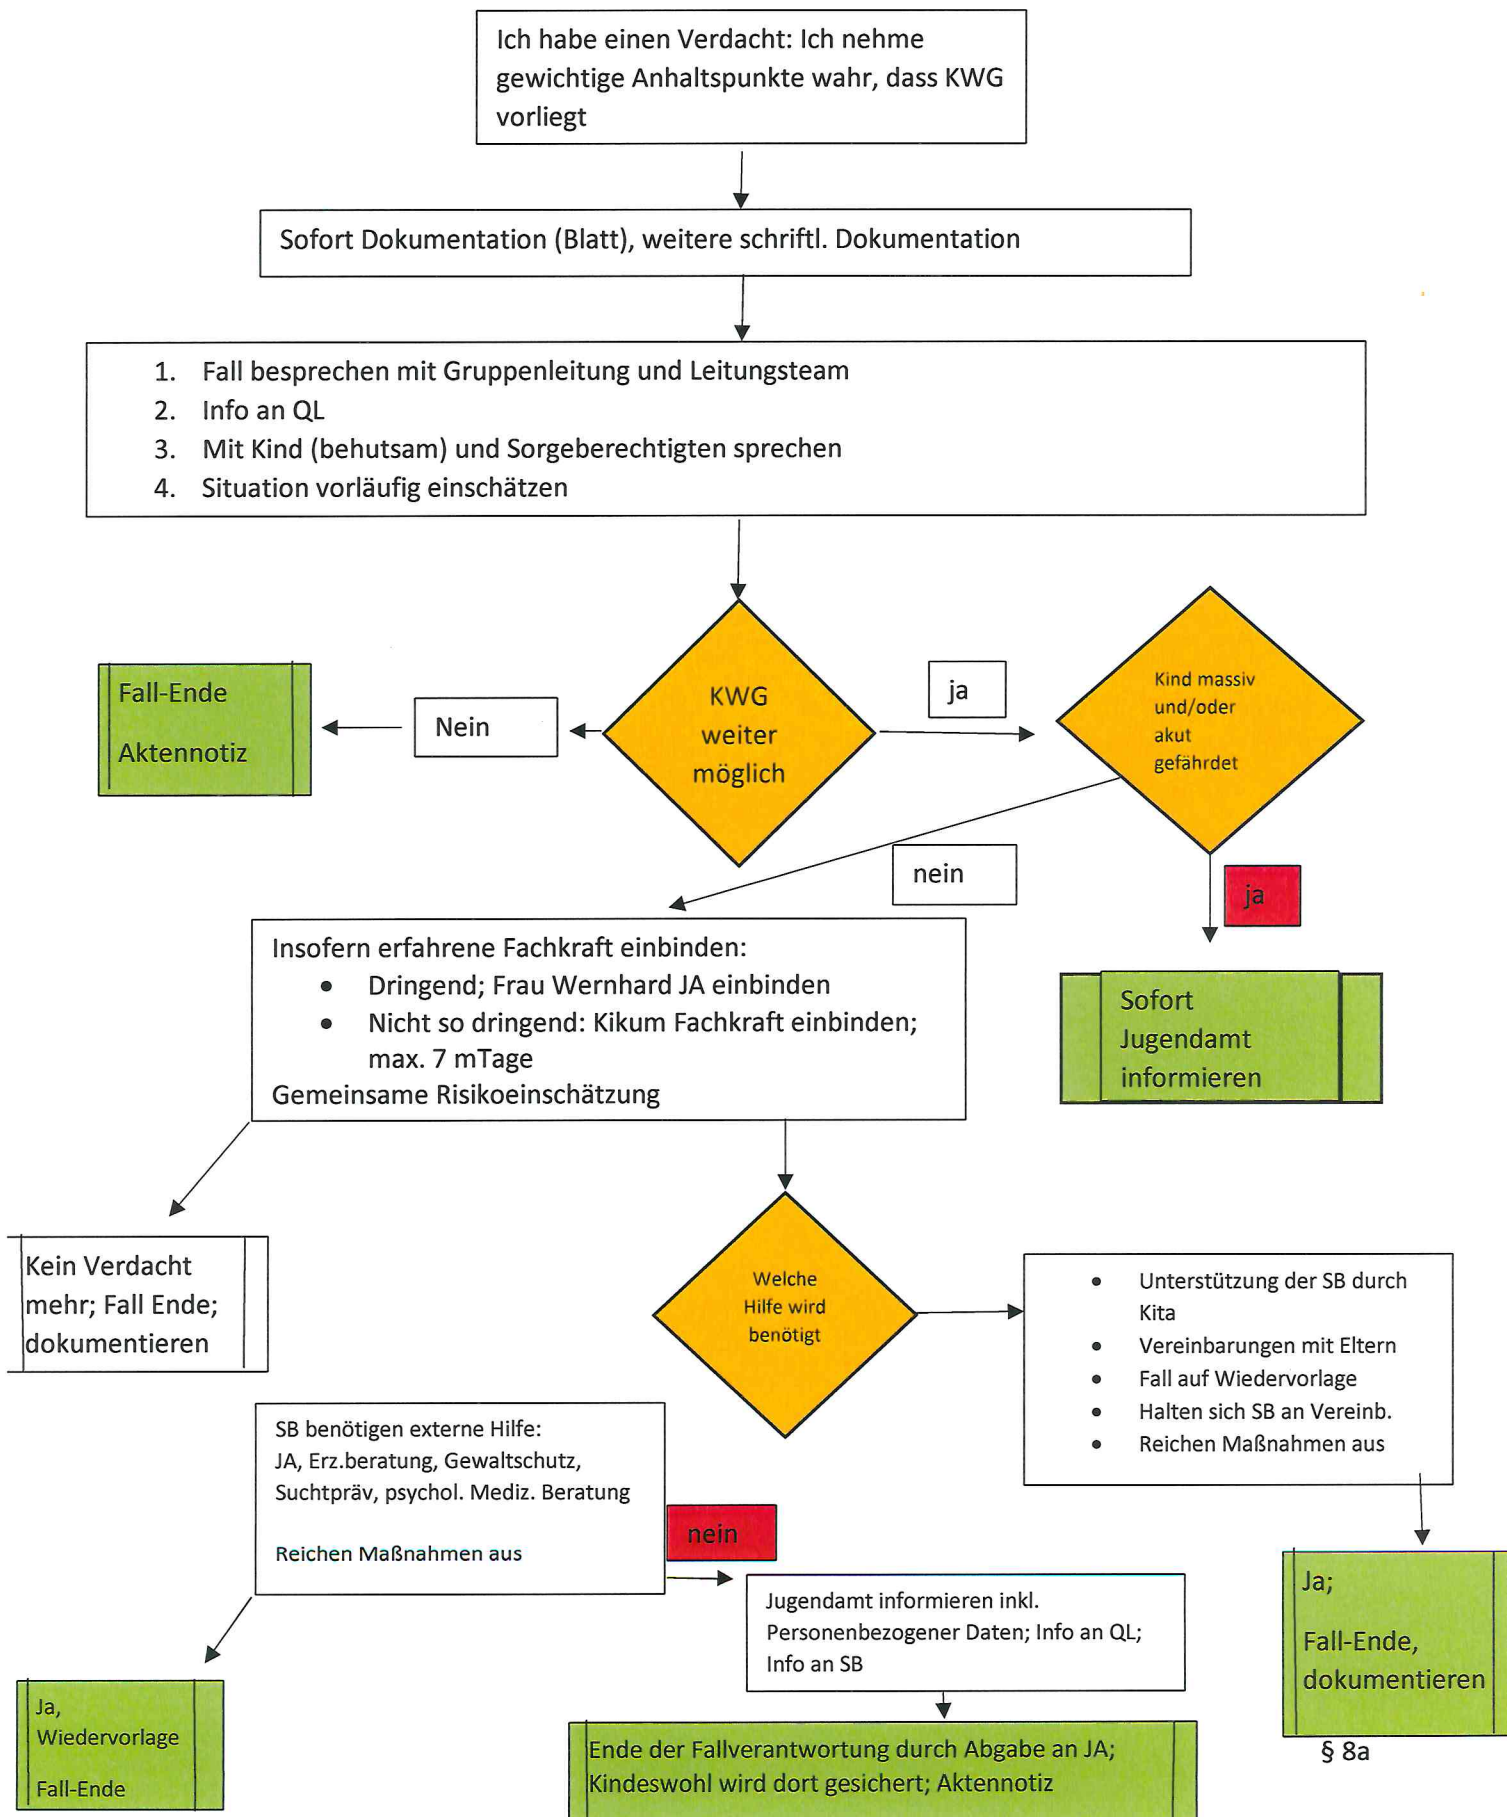 Ich habe einen Verdacht: Ich nehme
gewichtige Anhaltspunkte wahr, dass KWG
vorliegt
Sofort Dokumentation (Blatt), weitere schriftl. Dokumentation
1. Fall besprechen mit Gruppenleitung und Leitungsteam
2. Info an QL
3. Mit Kind (behutsam) und Sorgeberechtigten sprechen
4. Situation vorläufig einschätzen
Fall-Ende
Aktennotiz
Nein
KWG
weiter
möglich
ja
Kind massiv
und/oder
akut
gefährdet
nein
ja
Insofern erfahrene Fachkraft einbinden:
• Dringend; Frau Wernhard JA einbinden
• Nicht so dringend: Kikum Fachkraft einbinden;
max. 7 mTage
Gemeinsame Risikoeinschätzung
Sofort
Jugendamt
informieren
Kein Verdacht
mehr; Fall Ende;
dokumentieren
Welche
Hilfe wird
benötigt
• Unterstützung der SB durch
Kita
• Vereinbarungen mit Eltern
• Fall auf Wiedervorlage
• Halten sich SB an Vereinb.
• Reichen Maßnahmen aus
SB benötigen externe Hilfe:
JA, Erz.beratung, Gewaltschutz,
Suchtpräv, psychol. Mediz. Beratung
Reichen Maßnahmen aus
nein
Jugendamt informieren inkl.
Personenbezogener Daten; Info an QL;
Info an SB
Ja;
Fall-Ende,
dokumentieren
§ 8a
Ja,
Wiedervorlage
Fall-Ende
Ende der Fallverantwortung durch Abgabe an JA;
Kindeswohl wird dort gesichert; Aktennotiz